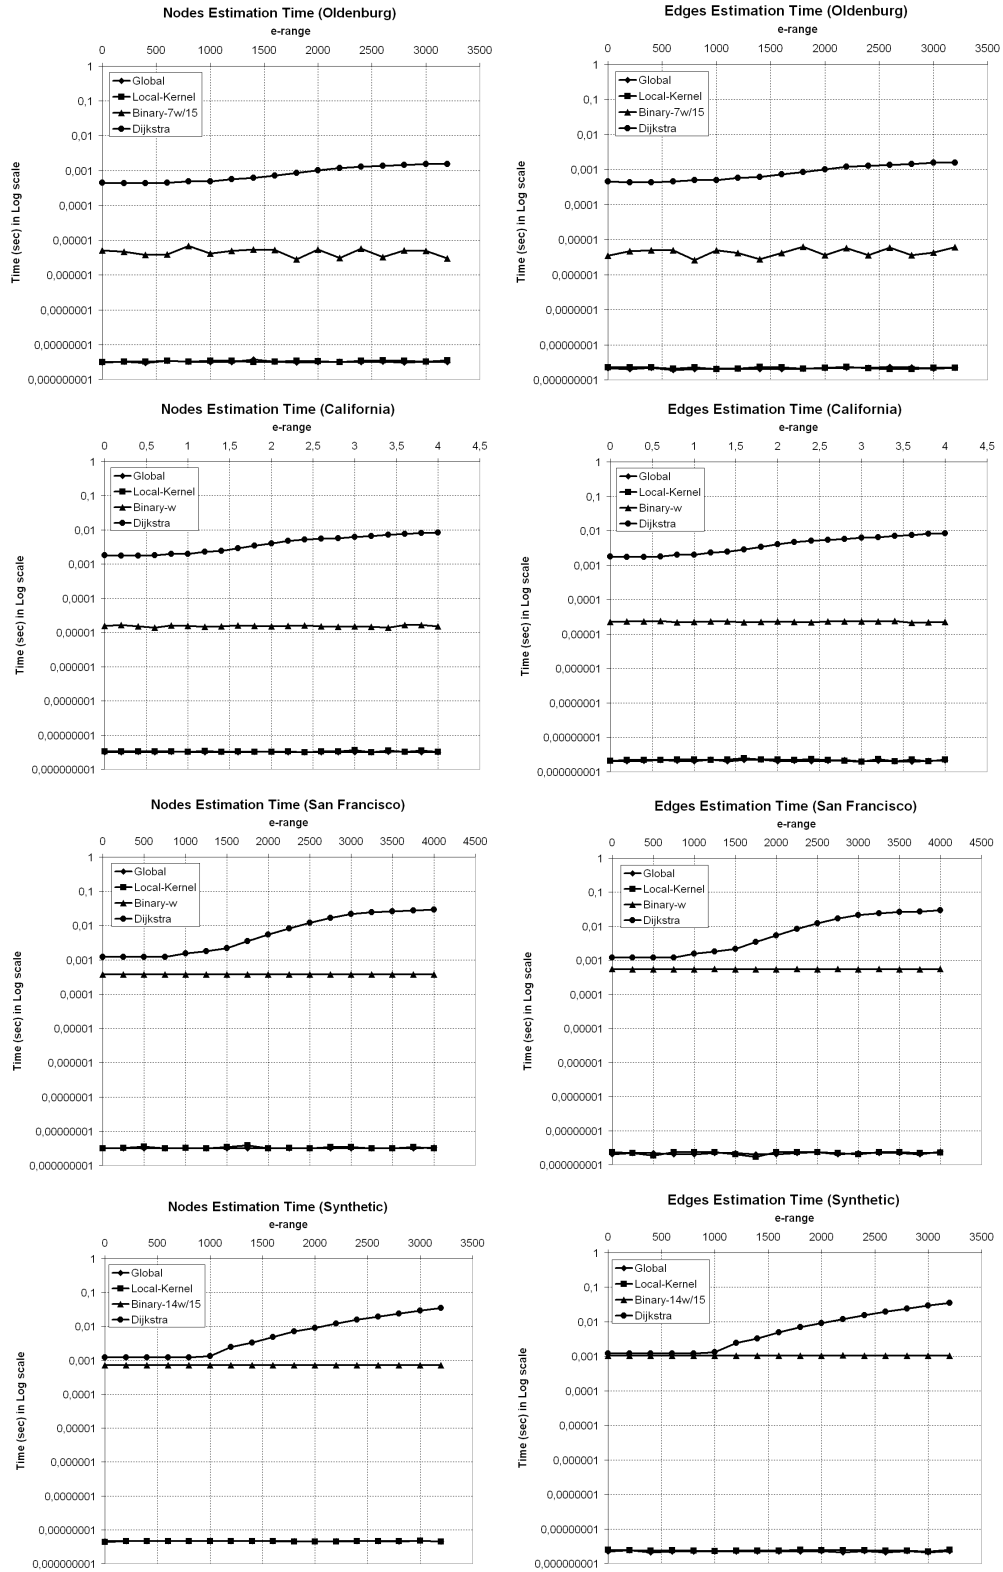 Nodes Estimation Time (Oldenburg)
e-range
0 500 1000 1500 2000 2500 3000 3500
1
0,1
0,01
0,001
0,0001
0,00001
0,000001
0,0000001
0,00000001
0,000000001
Time (sec) in Log scale
Global
Local-Kernel
Binary-7w/15
Dijkstra
Edges Estimation Time (Oldenburg)
e-range
0 500 1000 1500 2000 2500 3000 3500
1
0,1
0,01
0,001
0,0001
0,00001
0,000001
0,0000001
0,00000001
0,000000001
Time (sec) in Log scale
Global
Local-Kernel
Binary-7w/15
Dijkstra
Nodes Estimation Time (California)
e-range
0 0,5 1 1,5 2 2,5 3 3,5 4 4,5
1
0,1
0,01
0,001
0,0001
0,00001
0,000001
0,0000001
0,00000001
0,000000001
Time (sec) in Log scale
Global
Local-Kernel
Binary-w
Dijkstra
Edges Estimation Time (California)
e-range
0 0,5 1 1,5 2 2,5 3 3,5 4 4,5
1
0,1
0,01
0,001
0,0001
0,00001
0,000001
0,0000001
0,00000001
0,000000001
Time (sec) in Log scale
Global
Local-Kernel
Binary-w
Dijkstra
Nodes Estimation Time (San Francisco)
e-range
0 500 1000 1500 2000 2500 3000 3500 4000 4500
1
0,1
0,01
0,001
0,0001
0,00001
0,000001
0,0000001
0,00000001
0,000000001
Time (sec) in Log scale
Global
Local-Kernel
Binary-w
Dijkstra
Edges Estimation Time (San Francisco)
e-range
0 500 1000 1500 2000 2500 3000 3500 4000 4500
1
0,1
0,01
0,001
0,0001
0,00001
0,000001
0,0000001
0,00000001
0,000000001
Time (sec) in Log scale
Global
Local-Kernel
Binary-w
Dijkstra
Nodes Estimation Time (Synthetic)
e-range
0 500 1000 1500 2000 2500 3000 3500
1
0,1
0,01
0,001
0,0001
0,00001
0,000001
0,0000001
0,00000001
0,000000001
Time (sec) in Log scale
Global
Local-Kernel
Binary-14w/15
Dijkstra
Edges Estimation Time (Synthetic)
e-range
0 500 1000 1500 2000 2500 3000 3500
1
0,1
0,01
0,001
0,0001
0,00001
0,000001
0,0000001
0,00000001
0,000000001
Time (sec) in Log scale
Global
Local-Kernel
Binary-14w/15
Dijkstra